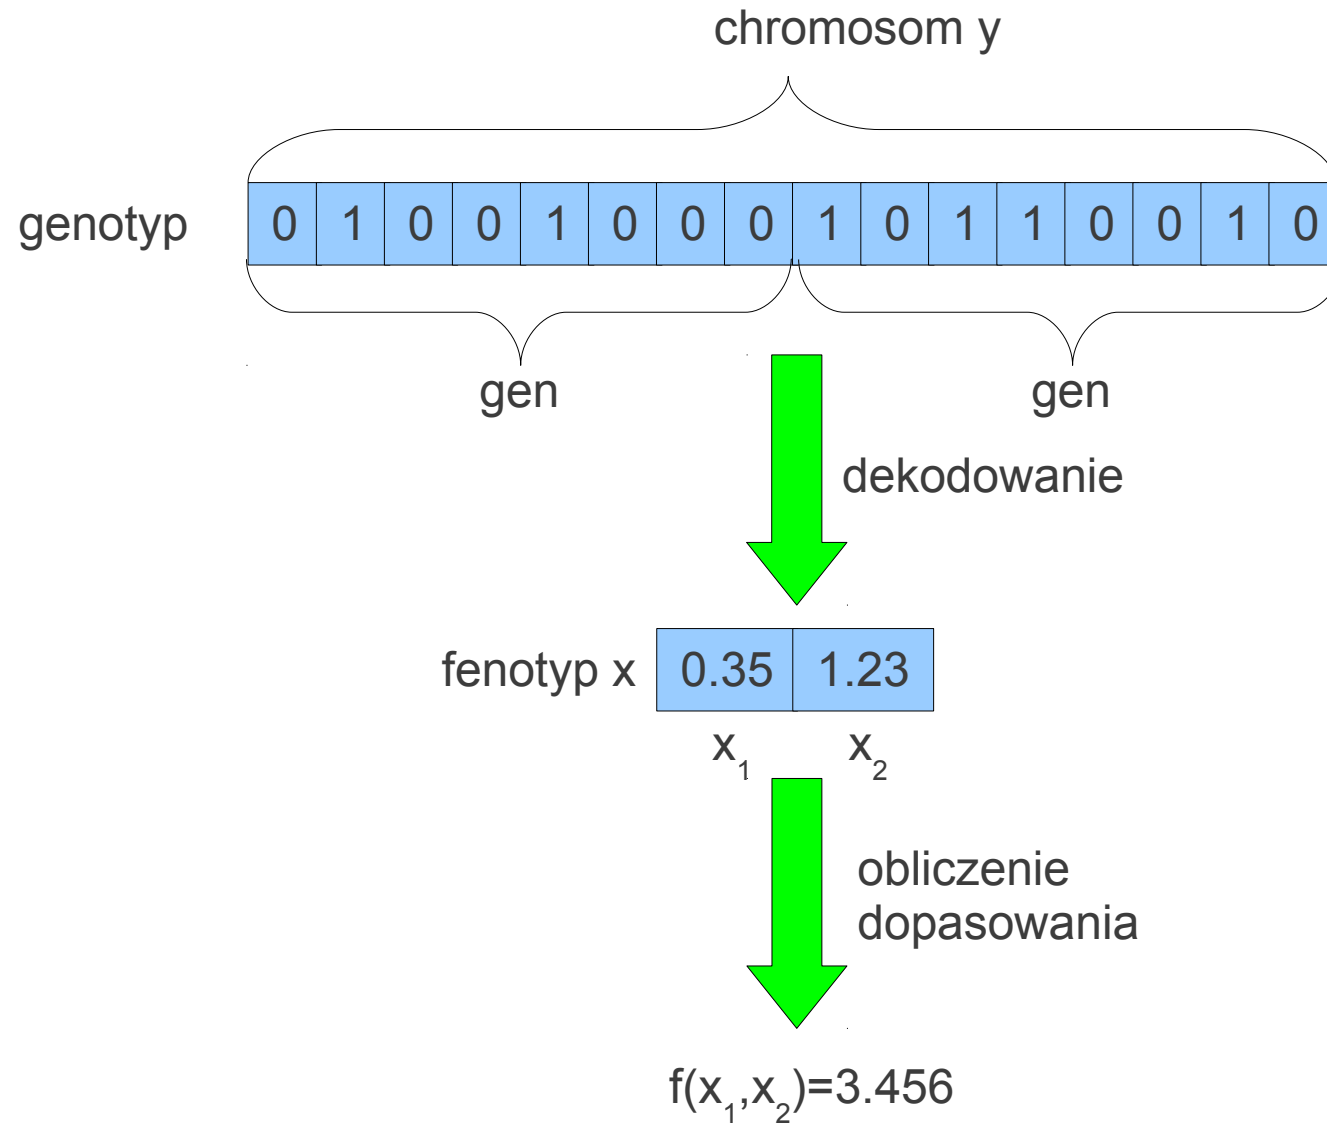 chromosom y
genotyp 0 1 0 0 1 0 0 0 1 0 1 1 0 0 1 0
gen gen
dekodowanie
fenotyp x 0.35 1.23
x₁ x₂
obliczenie
dopasowania
f(x₁,x₂)=3.456